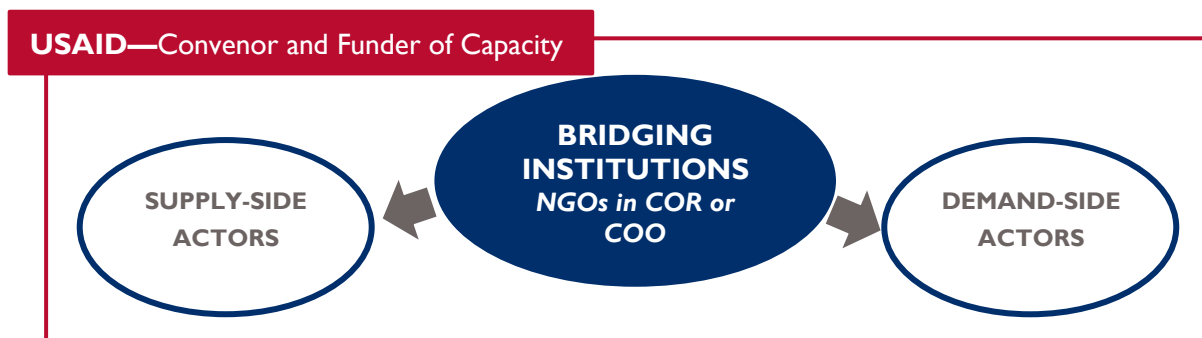 USAID—Convenor and Funder of Capacity
BRIDGING
INSTITUTIONS
NGOs in COR or
COO
SUPPLY-SIDE
ACTORS
DEMAND-SIDE
ACTORS